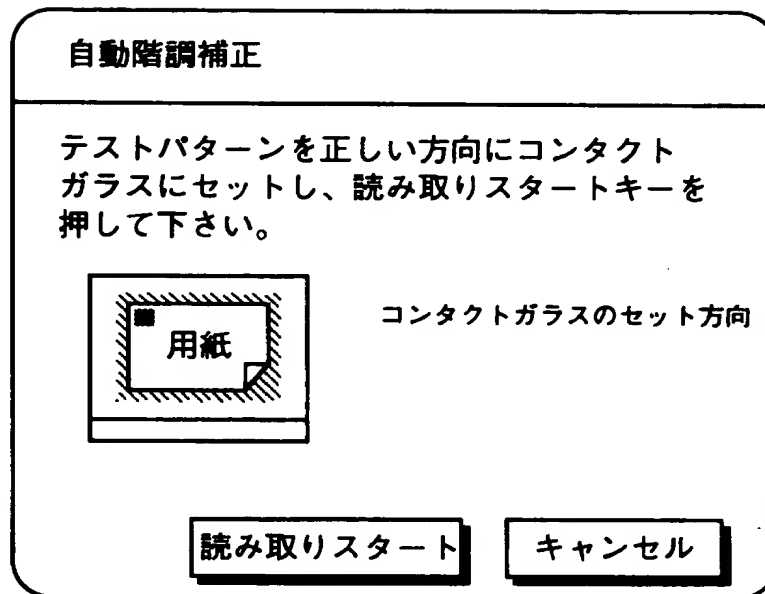 自動階調補正
テストパターンを正しい方向にコンタクト
ガラスにセットし、読み取りスタートキーを
押して下さい。
用紙
コンタクトガラスのセット方向
読み取りスタート
キャンセル